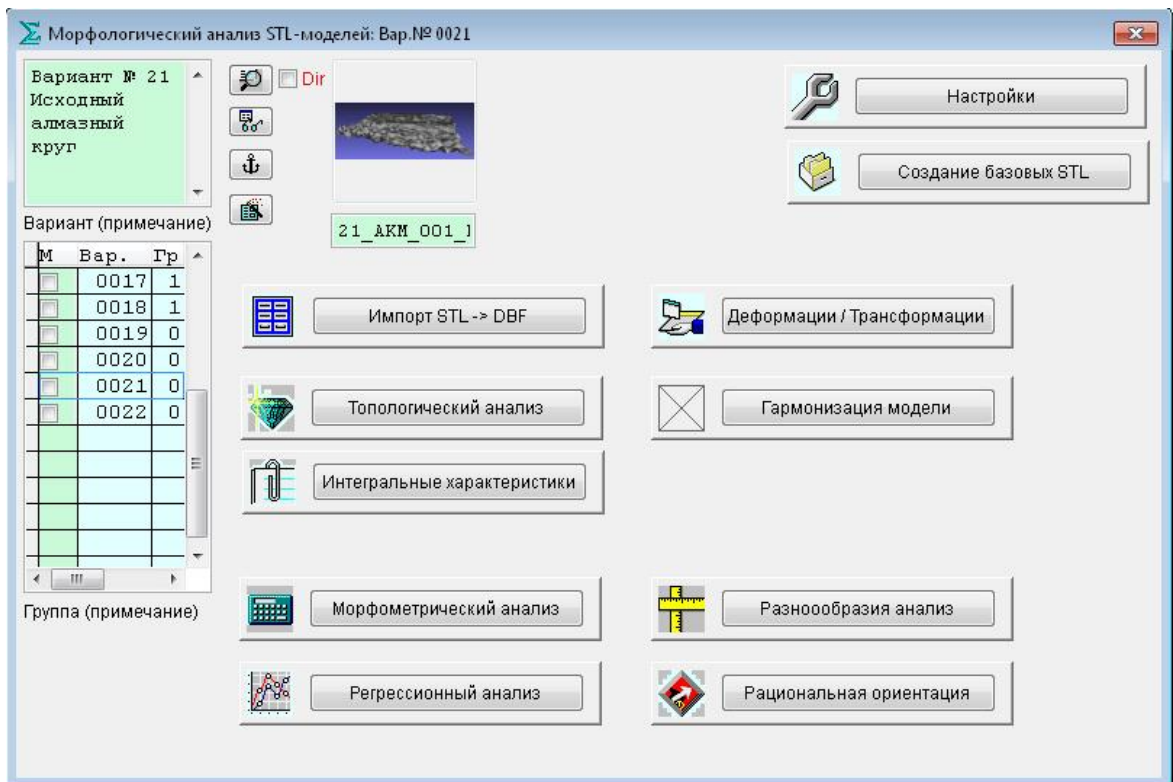 Морфологический анализ STL-моделей: Вар.№ 0021
Вариант № 21
Исходный
алмазный
круг
Dir
Настройки
Создание базовых STL
Вариант (примечание)
21_АКМ_001_
М Вар. Гр
0017 1
0018 1
0019 0
0020 0
0021 0
0022 0
Импорт STL -> DBF
Деформации / Трансформации
Топологический анализ
Гармонизация модели
Интегральные характеристики
Группа (примечание)
Морфометрический анализ
Разноообразия анализ
Регрессионный анализ
Рациональная ориентация